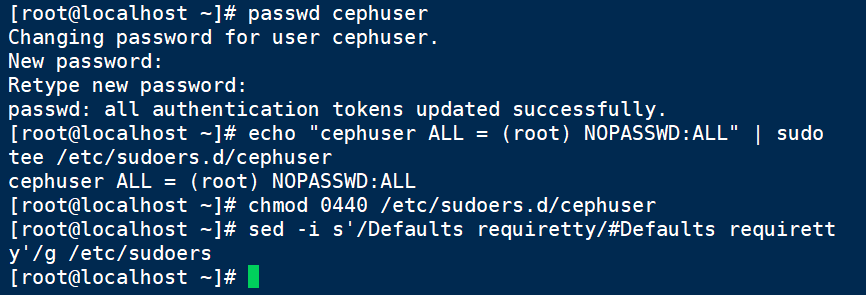 [root@localhost ~]# passwd cephuser
Changing password for user cephuser.
New password:
Retype new password:
passwd: all authentication tokens updated successfully.
[root@localhost ~]# echo "cephuser ALL = (root) NOPASSWD:ALL" | sudo
tee /etc/sudoers.d/cephuser
cephuser ALL = (root) NOPASSWD:ALL
[root@localhost ~]# chmod 0440 /etc/sudoers.d/cephuser
[root@localhost ~]# sed -i s'/Defaults requiretty/#Defaults requirett
y'/g /etc/sudoers
[root@localhost ~]#